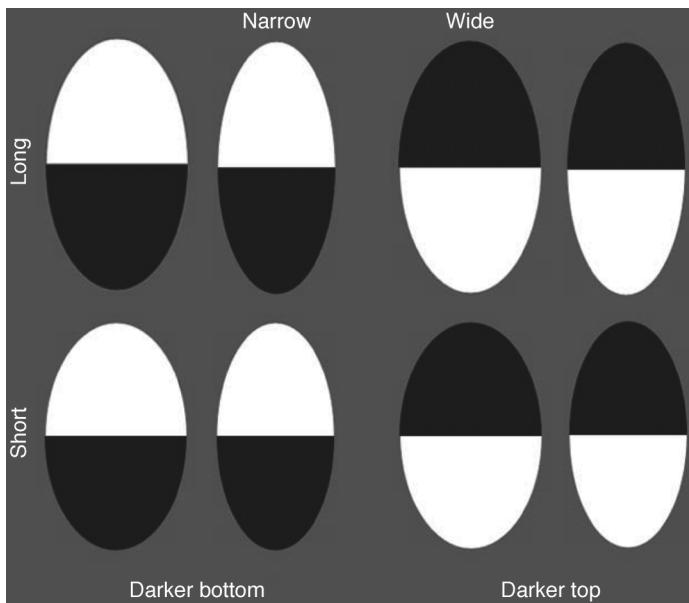 Narrow
Wide
Long
Short
Darker bottom
Darker top